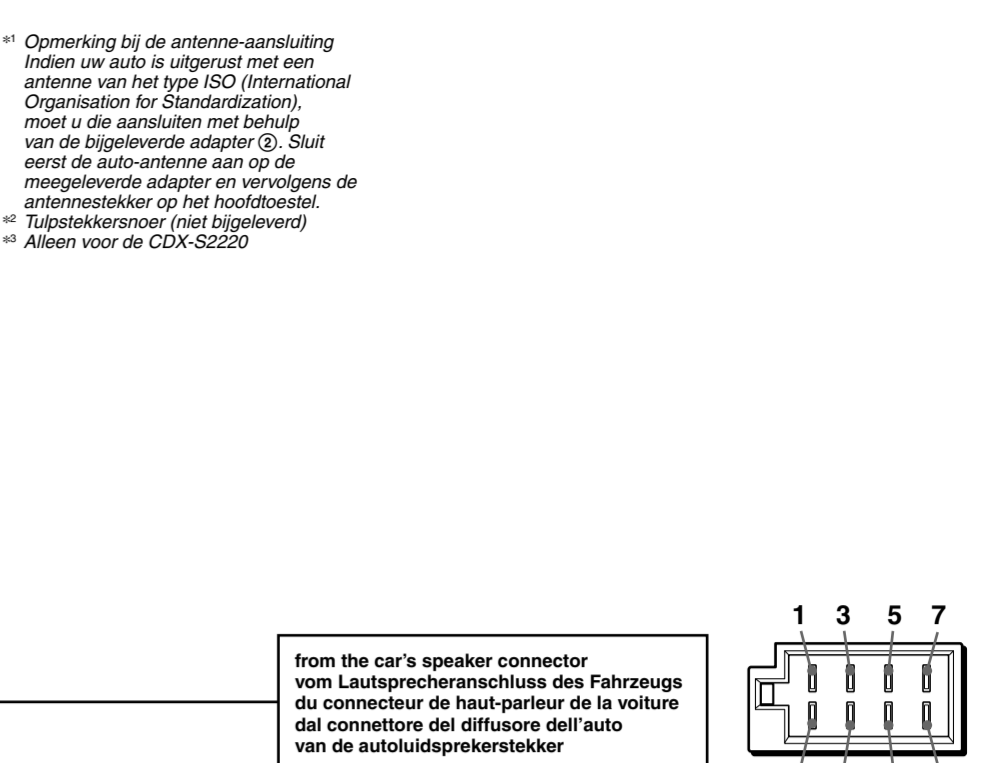 *1 Opmerking bij de antenne-aansluiting
Indien uw auto is uitgerust met een
antenne van het type ISO (International
Organisation for Standardization),
moet u die aansluiten met behulp
van de bijgeleverde adapter ②. Sluit
eerst de auto-antenne aan op de
meegeleverde adapter en vervolgens de
antennestekker op het hoofdtoestel.
*2 Tulpstekkersnoer (niet bijgeleverd)
*3 Alleen voor de CDX-S2220
1 3 5 7
from the car's speaker connector
vom Lautsprecheranschluss des Fahrzeugs
du connecteur de haut-parleur de la voiture
dal connettore del diffusore dell'auto
van de autoluidsprekerstekker